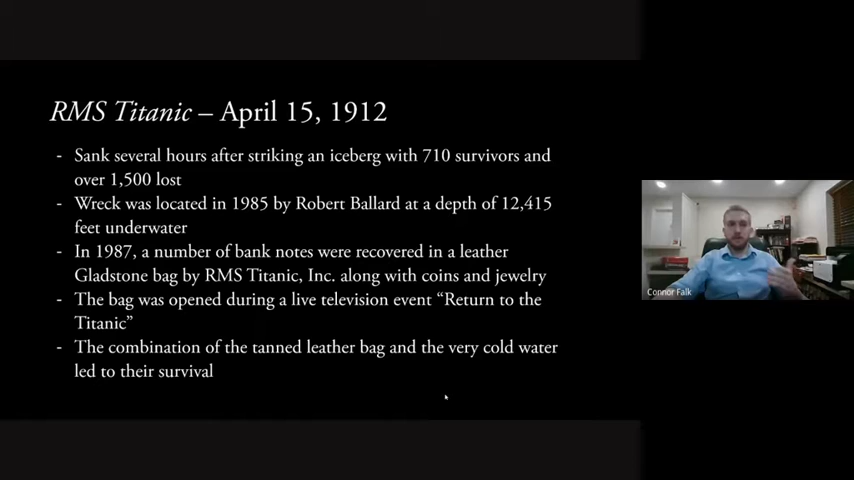 RMS Titanic – April 15, 1912
- Sank several hours after striking an iceberg with 710 survivors and
over 1,500 lost
- Wreck was located in 1985 by Robert Ballard at a depth of 12,415
feet underwater
- In 1987, a number of bank notes were recovered in a leather
Gladstone bag by RMS Titanic, Inc. along with coins and jewelry
- The bag was opened during a live television event “Return to the
Titanic”
- The combination of the tanned leather bag and the very cold water
led to their survival
Connor Falk